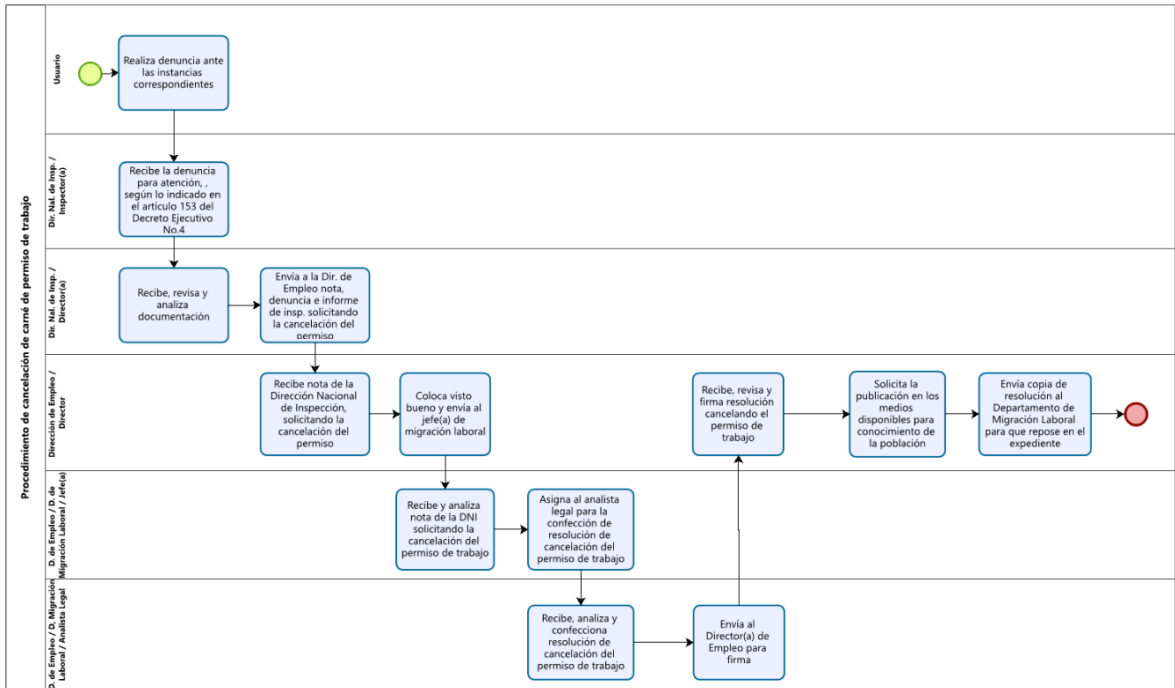 Procedimiento de cancelación de carné de permiso de trabajo
Usuario
Realiza denuncia ante
las instancias
correspondientes
Dir. Nal. de Insp. /
Inspector(a)
Recibe la denuncia
para atención, ,
según lo indicado en
el artículo 153 del
Decreto Ejecutivo
No.4
Dir. Nal. de Insp. /
Director(a)
Recibe, revisa y
analiza
documentación
Envía a la Dir. de
Empleo nota,
denuncia e informe
de insp. solicitando
la cancelación del
permiso
Dirección de Empleo /
Director
Recibe nota de la
Dirección Nacional
de Inspección,
solicitando la
cancelación del
permiso
Coloca visto
bueno y envía al
jefe(a) de
migración laboral
Recibe, revisa y
firma resolución
cancelando el
permiso de
trabajo
Solicita la
publicación en los
medios
disponibles para
conocimiento de
la población
Envía copia de
resolución al
Departamento de
Migración Laboral
para que repose en el
expediente
D. de Empleo / D. de
Migración Laboral / Jefe(a)
Recibe y analiza
nota de la DNI
solicitando la
cancelación del
permiso de trabajo
Asigna al analista
legal para la
confección de
resolución de
cancelación del
permiso de trabajo
D. de Empleo / D, Migración
Laboral / Analista Legal
Recibe, analiza y
confecciona
resolución de
cancelación del
permiso de trabajo
Envía al
Director(a) de
Empleo para
firma